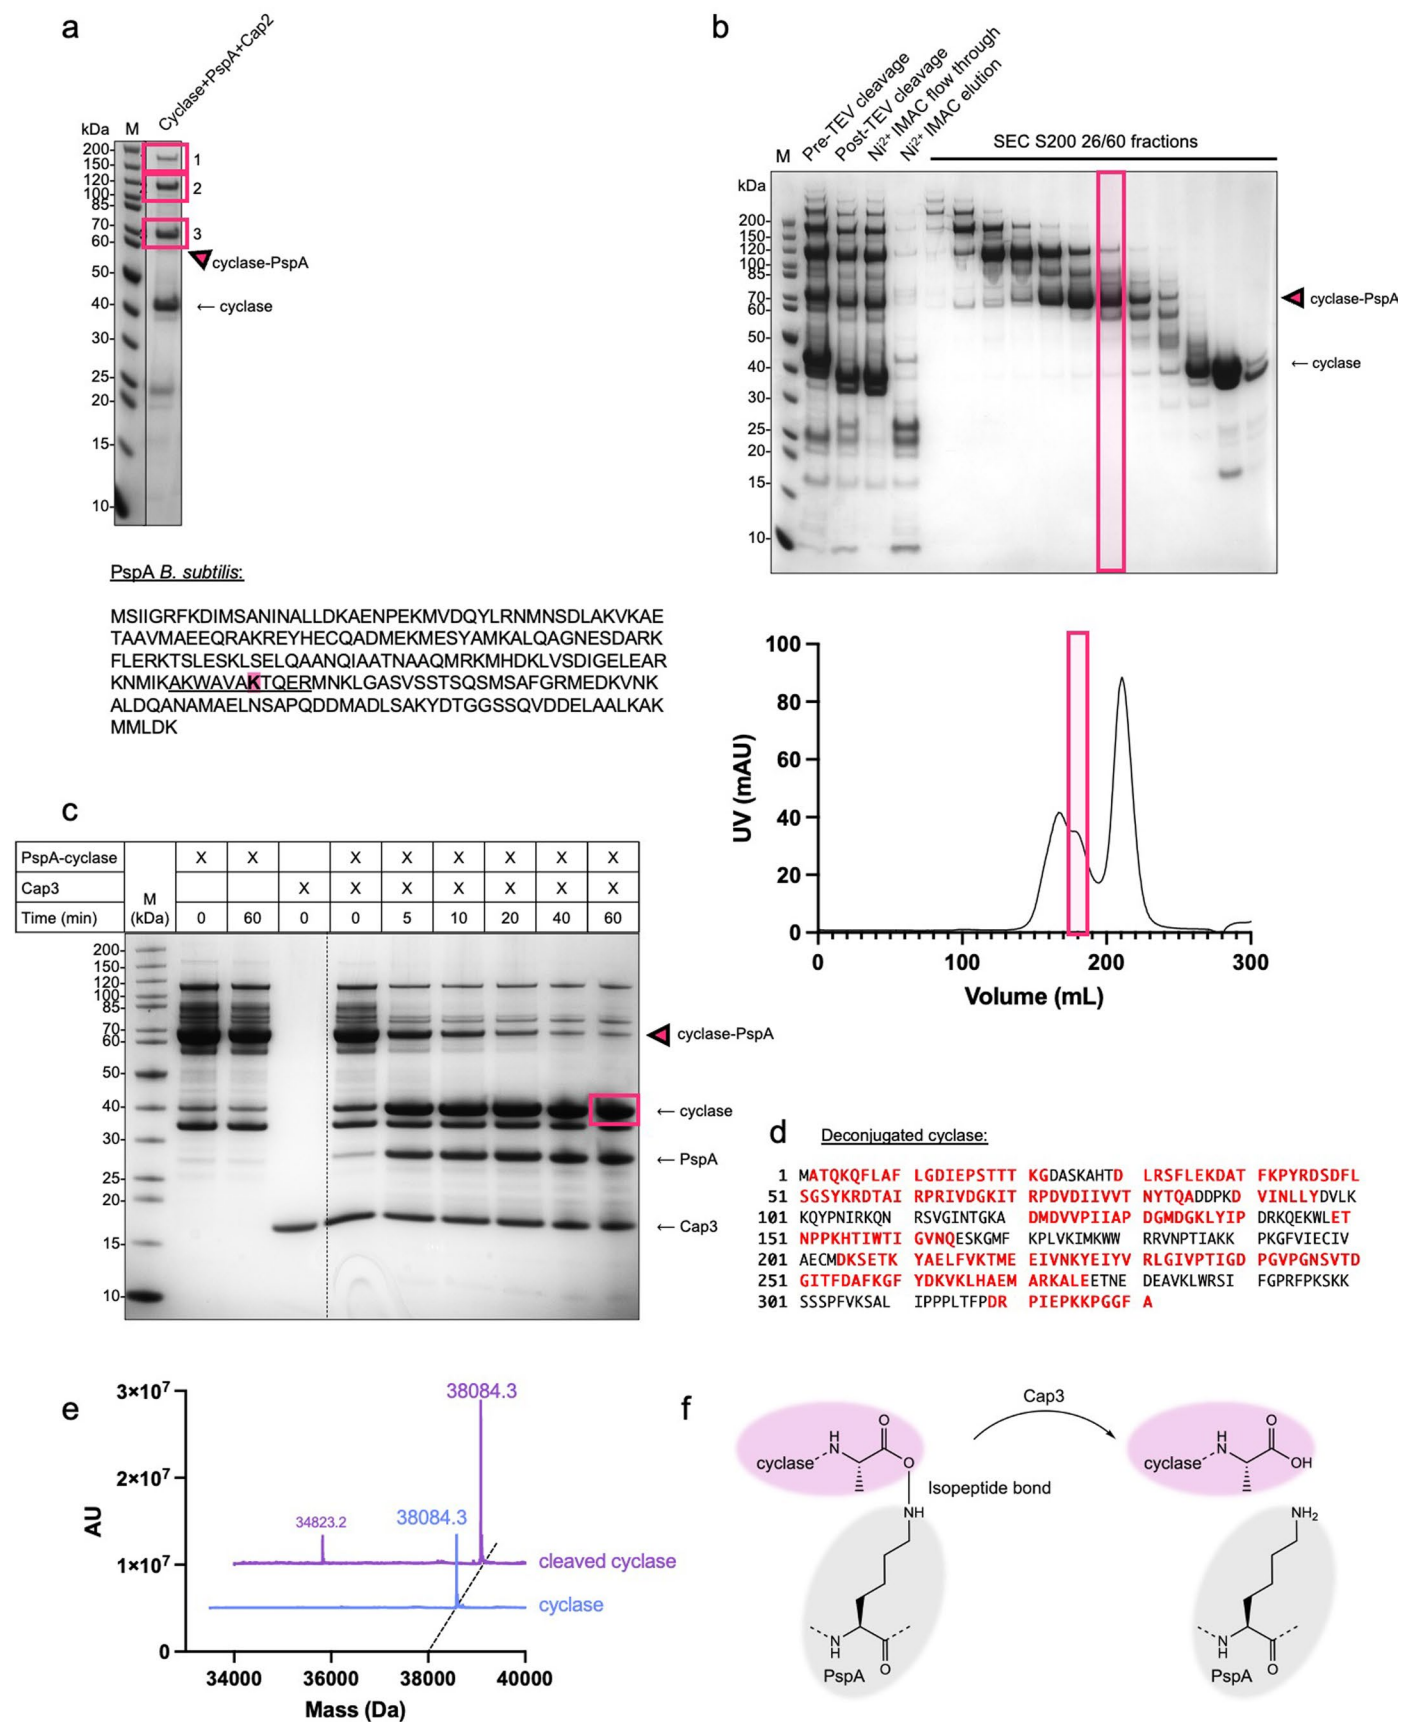 a
Cyclase+PspA+Cap2
kDa
M
200-
150-
120-
100-
85-
70-
60-
50-
40-
30-
25-
20-
15-
10-
1
2
3
cyclase-PspA
← cyclase
PspA B. subtilis:
MSIIGRFKDIMSANINALLDKAENPEKMVDQYLRNMNSDLAKVKAE
TAAVMAEEQRAKREYHECQADMEKMESYAMKALQAGNESDARK
FLERKTSLESKLSELQAANQIAATNAAQMRKMHDKLVSDIGELEAR
KNMIKAKWAVAKTQERMNKLGASVSSTSQSMSAFGRMEDKVNK
ALDQANAMAELNSAPQDDMADLSAKYDTGGSSQVDDELAALKAK
MMLDK
b
Pre-TEV cleavage
Post-TEV cleavage
Ni2+ IMAC flow through
Ni2+ IMAC elution
SEC S200 26/60 fractions
M
kDa
200-
150-
120-
100-
85-
70-
60-
50-
40-
30-
25-
20-
15-
10-
cyclase-PspA
← cyclase
100
80
60
40
20
0
UV (mAU)
0 100 200 300
Volume (mL)
c
PspA-cyclase X X X X X X X X
Cap3 X X X X X X X
Time (min) 0 60 0 0 5 10 20 40 60
M
(kDa)
200-
150-
120-
100-
85-
70-
60-
50-
40-
30-
25-
20-
15-
10-
cyclase-PspA
← cyclase
← PspA
← Cap3
d
Deconjugated cyclase:
1 MATQKQFLAF LGDIEPSTTT KGDASKAHTD LRSFLEKDAT FKPYRDSDFL
51 SGSYKRDTAI RPRIVDGKIT RPDVDIIVVT NYTQADDPKD VINLLYDVLK
101 KQYPNIRKQN RSVGINTGKA DMDVVPIIAP DGMDGKLYIP DRKQEKWLET
151 NPPKHTIWTI GVNQESKGMF KPLVKIMKWW RRVNPTIAKK PKGFVIECIV
201 AECMDKSETK YAELFVKTME EIVNKYEIYV RLGIVPTIGD PGVPGNSVTD
251 GITFDAFKGF YDKVKLHAEM ARKALEETNE DEAVKLWRSI FGPRFPKSKK
301 SSSPFVKSAL IPPPLTFPDR PIEPKKPGGF A
e
3×10⁷
2×10⁷
1×10⁷
0
AU
38084.3
34823.2
38084.3
cleaved cyclase
cyclase
34000 36000 38000 40000
Mass (Da)
f
Cap3
cyclase
H
N
O
O
Isopeptide bond
NH
N
H
O
PspA
cyclase
H
N
O
OH
NH2
N
H
O
PspA